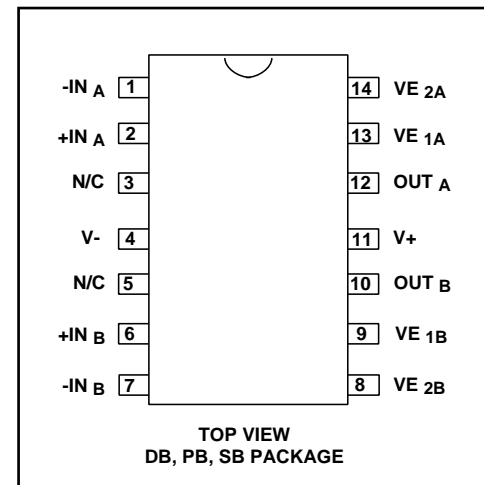 -IN A 1 14 VE 2A
+IN A 2 13 VE 1A
N/C 3 12 OUT A
V- 4 11 V+
N/C 5 10 OUT B
+IN B 6 9 VE 1B
-IN B 7 8 VE 2B
TOP VIEW
DB, PB, SB PACKAGE